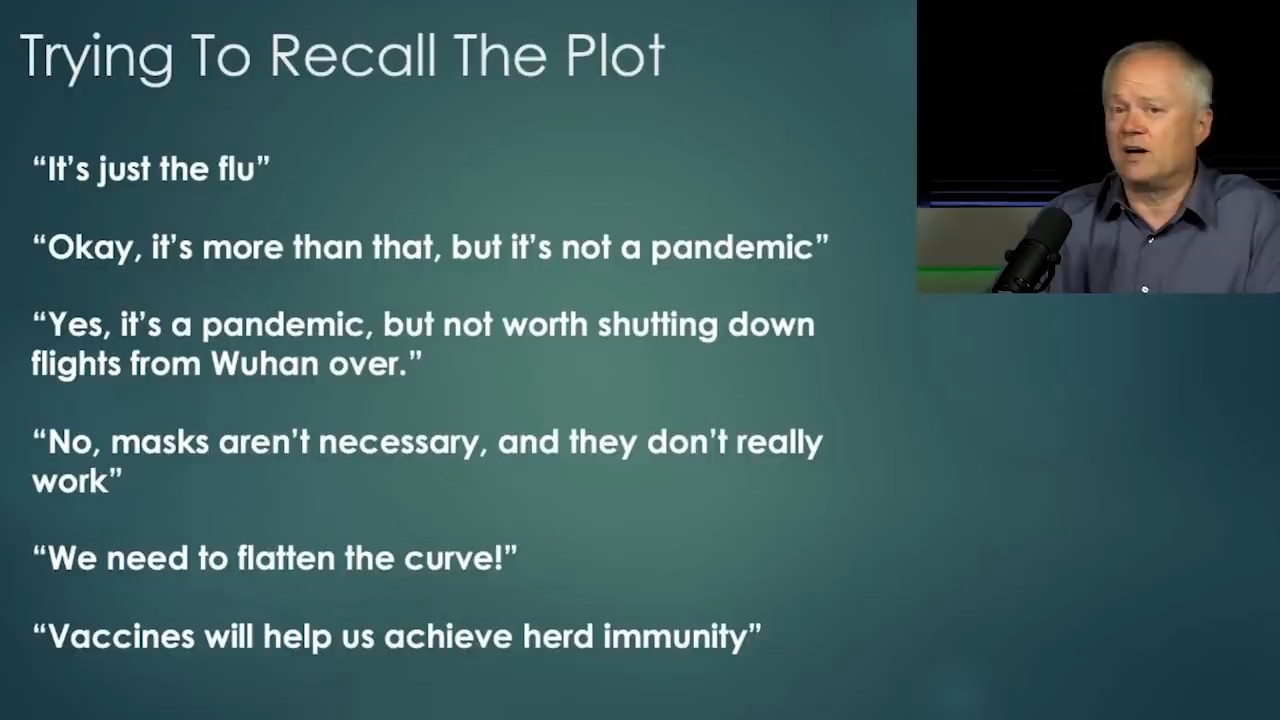 Trying To Recall The Plot
“It’s just the flu”
“Okay, it’s more than that, but it’s not a pandemic”
“Yes, it’s a pandemic, but not worth shutting down
flights from Wuhan over.”
“No, masks aren’t necessary, and they don’t really
work”
“We need to flatten the curve!”
“Vaccines will help us achieve herd immunity”